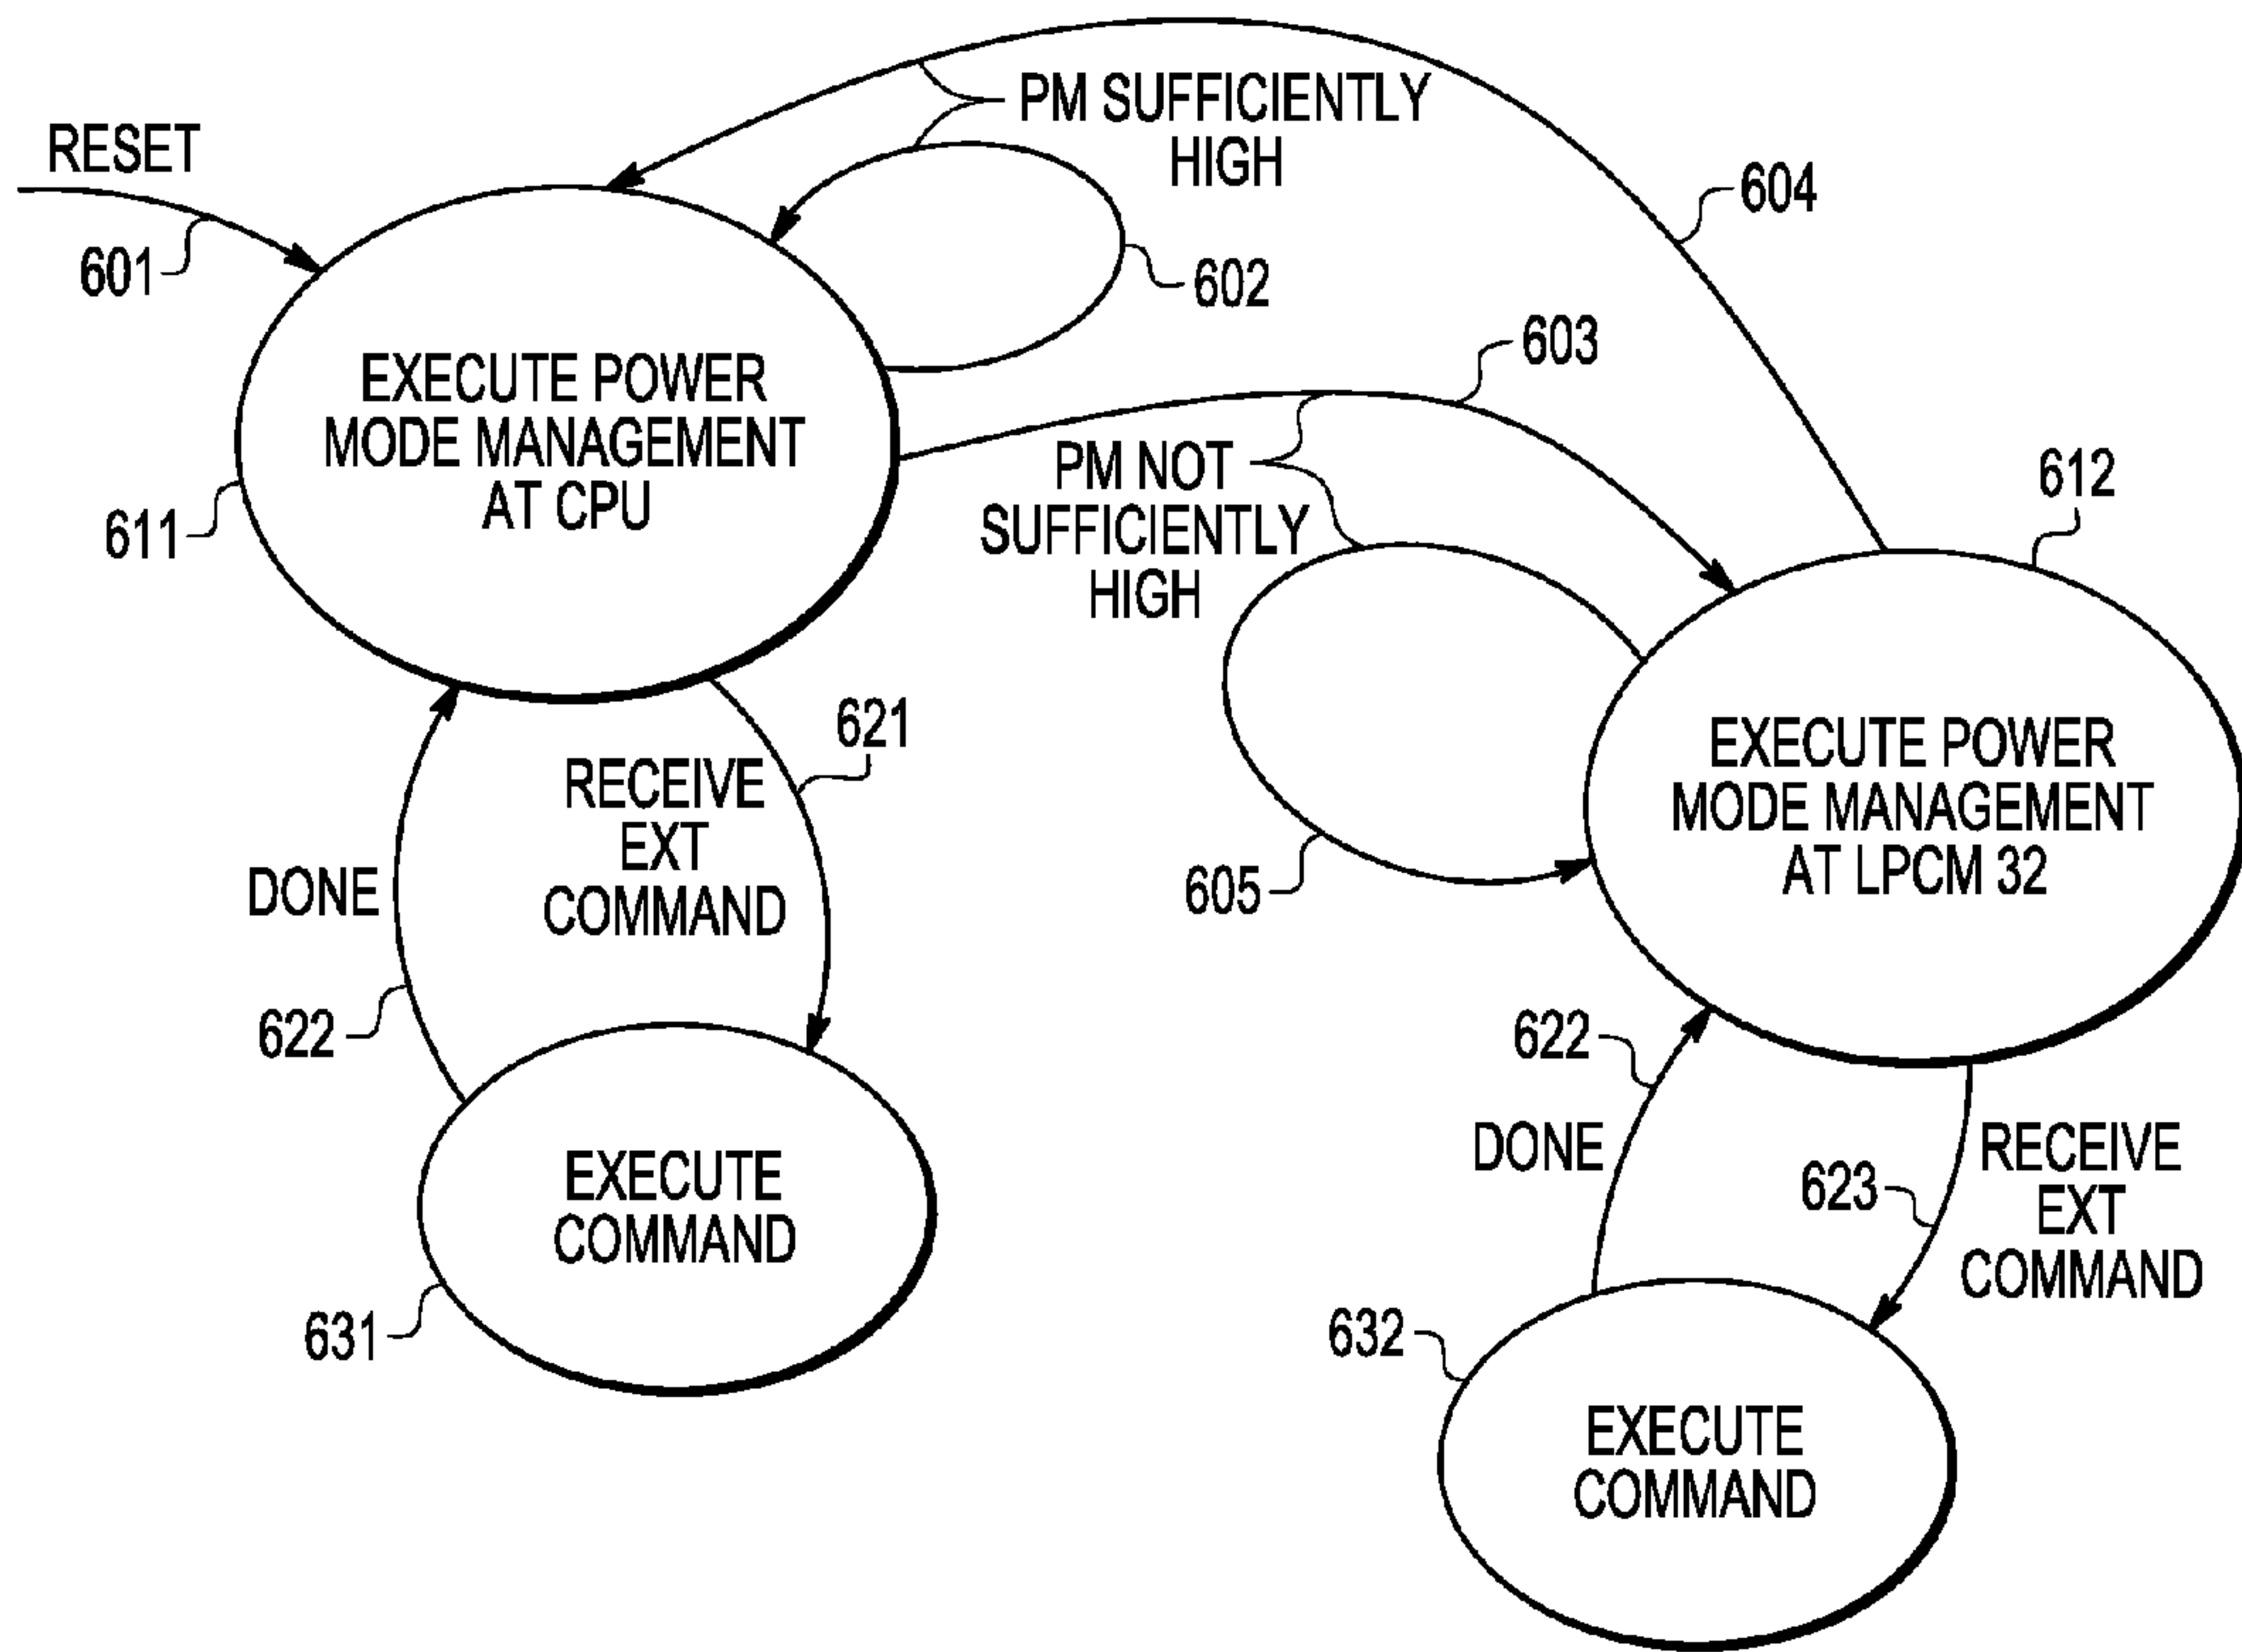 RESET
601
PM SUFFICIENTLY
HIGH
602
604
603
EXECUTE POWER
MODE MANAGEMENT
AT CPU
611
PM NOT
SUFFICIENTLY
HIGH
605
612
EXECUTE POWER
MODE MANAGEMENT
AT LPCM 32
621
RECEIVE
EXT
COMMAND
DONE
622
EXECUTE
COMMAND
631
622
DONE
623
RECEIVE
EXT
COMMAND
632
EXECUTE
COMMAND